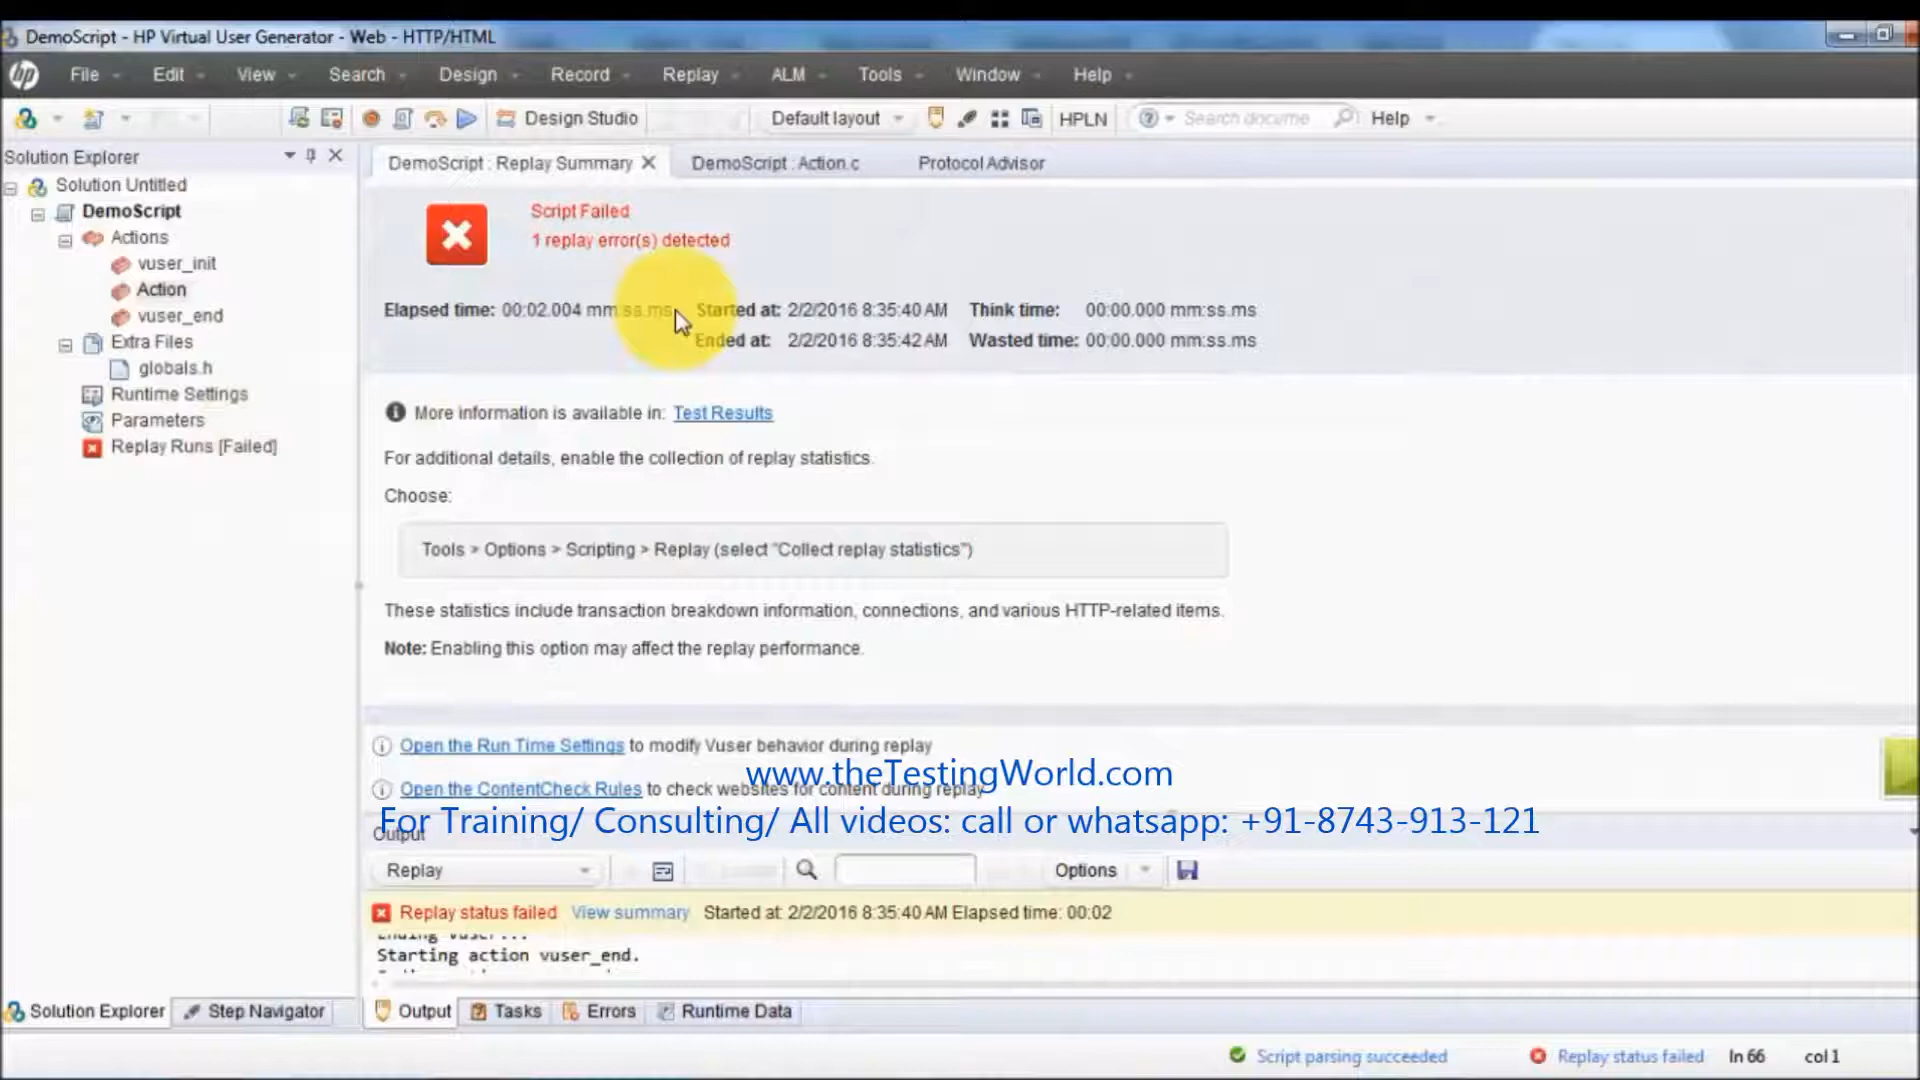 DemoScript - HP Virtual User Generator - Web - HTTP/HTML
hp File Edit View Search Design Record Replay ALM Tools Window Help
Design Studio Default layout HPLN Search docume Help
Solution Explorer
DemoScript : Replay Summary DemoScript : Action.c Protocol Advisor
Solution Untitled
DemoScript
Actions
vuser_init
Action
vuser_end
Extra Files
globals.h
Runtime Settings
Parameters
Replay Runs [Failed]
Script Failed
1 replay error(s) detected
Elapsed time: 00:02.004 mm:ss.ms Started at: 2/2/2016 8:35:40 AM Think time: 00:00.000 mm:ss.ms
Ended at: 2/2/2016 8:35:42 AM Wasted time: 00:00.000 mm:ss.ms
More information is available in: Test Results
For additional details, enable the collection of replay statistics.
Choose:
Tools > Options > Scripting > Replay (select "Collect replay statistics")
These statistics include transaction breakdown information, connections, and various HTTP-related items.
Note: Enabling this option may affect the replay performance.
Open the Run Time Settings to modify Vuser behavior during replay
www.theTestingWorld.com
Open the ContentCheck Rules to check websites for content during replay
For Training/ Consulting/ All videos: call or whatsapp: +91-8743-913-121
Output
Replay Options
Replay status failed View summary Started at: 2/2/2016 8:35:40 AM Elapsed time: 00:02
Ending Vuser...
Starting action vuser_end.
Solution Explorer Step Navigator Output Tasks Errors Runtime Data
Script parsing succeeded Replay status failed ln 66 col 1